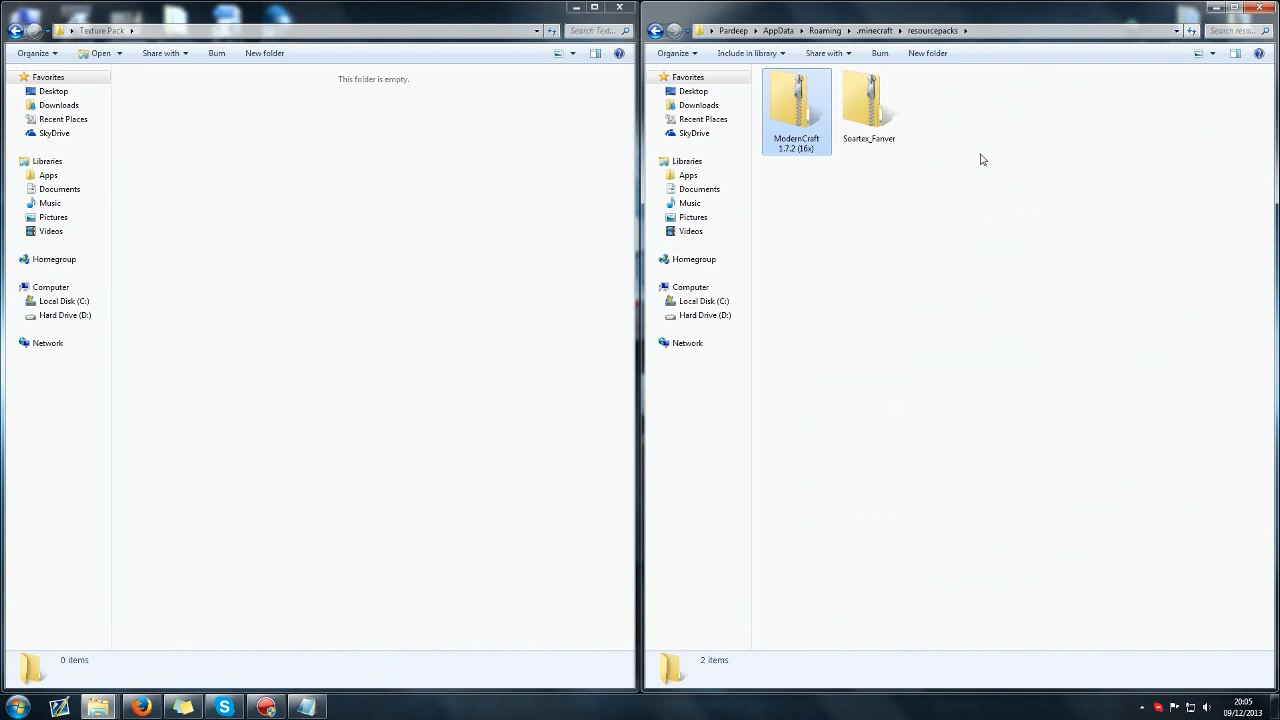 Texture Pack
Search Text...
Organize
Open
Share with
Burn
New folder
Favorites
Desktop
Downloads
Recent Places
SkyDrive
Libraries
Apps
Documents
Music
Pictures
Videos
Homegroup
Computer
Local Disk (C:)
Hard Drive (D:)
Network
This folder is empty.
0 items
Pardeep
AppData
Roaming
.minecraft
resourcepacks
Search reso...
Organize
Include in library
Share with
Burn
New folder
Favorites
Desktop
Downloads
Recent Places
SkyDrive
Libraries
Apps
Documents
Music
Pictures
Videos
Homegroup
Computer
Local Disk (C:)
Hard Drive (D:)
Network
ModernCraft
1.7.2 (16x)
Soartex_Fanver
2 items
20:05
09/12/2013